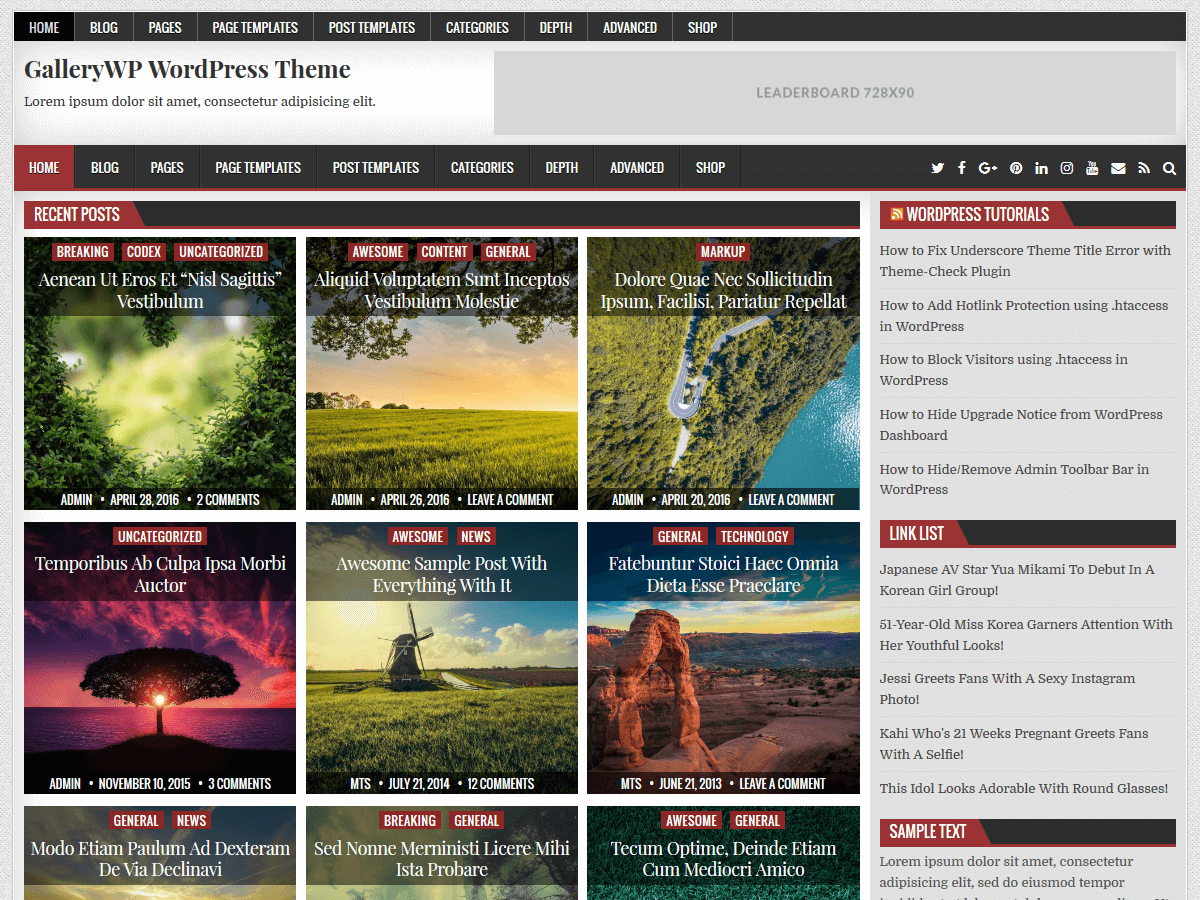 HOME BLOG PAGES PAGE TEMPLATES POST TEMPLATES CATEGORIES DEPTH ADVANCED SHOP
GalleryWP WordPress Theme
Lorem ipsum dolor sit amet, consectetur adipisicing elit.
LEADERBOARD 728X90
HOME BLOG PAGES PAGE TEMPLATES POST TEMPLATES CATEGORIES DEPTH ADVANCED SHOP
RECENT POSTS
BREAKING CODEX UNCATEGORIZED
Aenean Ut Eros Et “Nisl Sagittis”
Vestibulum
ADMIN • APRIL 28, 2016 • 2 COMMENTS
AWESOME CONTENT GENERAL
Aliquid Voluptatem Sunt Inceptos
Vestibulum Molestie
ADMIN • APRIL 26, 2016 • LEAVE A COMMENT
MARKUP
Dolore Quae Nec Sollicitudin
Ipsum, Facilisi, Pariatur Repellat
ADMIN • APRIL 20, 2016 • LEAVE A COMMENT
UNCATEGORIZED
Temporibus Ab Culpa Ipsa Morbi
Auctor
ADMIN • NOVEMBER 10, 2015 • 3 COMMENTS
AWESOME NEWS
Awesome Sample Post With
Everything With It
MTS • JULY 21, 2014 • 12 COMMENTS
GENERAL TECHNOLOGY
Fatebuntur Stoici Haec Omnia
Dicta Esse Praeclare
MTS • JUNE 21, 2013 • LEAVE A COMMENT
GENERAL NEWS
Modo Etiam Paulum Ad Dexteram
De Via Declinavi
BREAKING GENERAL
Sed Nonne Merninisti Licere Mihi
Ista Probare
AWESOME GENERAL
Tecum Optime, Deinde Etiam
Cum Mediocri Amico
WORDPRESS TUTORIALS
How to Fix Underscore Theme Title Error with
Theme-Check Plugin
How to Add Hotlink Protection using .htaccess
in WordPress
How to Block Visitors using .htaccess in
WordPress
How to Hide Upgrade Notice from WordPress
Dashboard
How to Hide/Remove Admin Toolbar Bar in
WordPress
LINK LIST
Japanese AV Star Yua Mikami To Debut In A
Korean Girl Group!
51-Year-Old Miss Korea Garners Attention With
Her Youthful Looks!
Jessi Greets Fans With A Sexy Instagram
Photo!
Kahi Who's 21 Weeks Pregnant Greets Fans
With A Selfie!
This Idol Looks Adorable With Round Glasses!
SAMPLE TEXT
Lorem ipsum dolor sit amet, consectetur
adipisicing elit, sed do eiusmod tempor